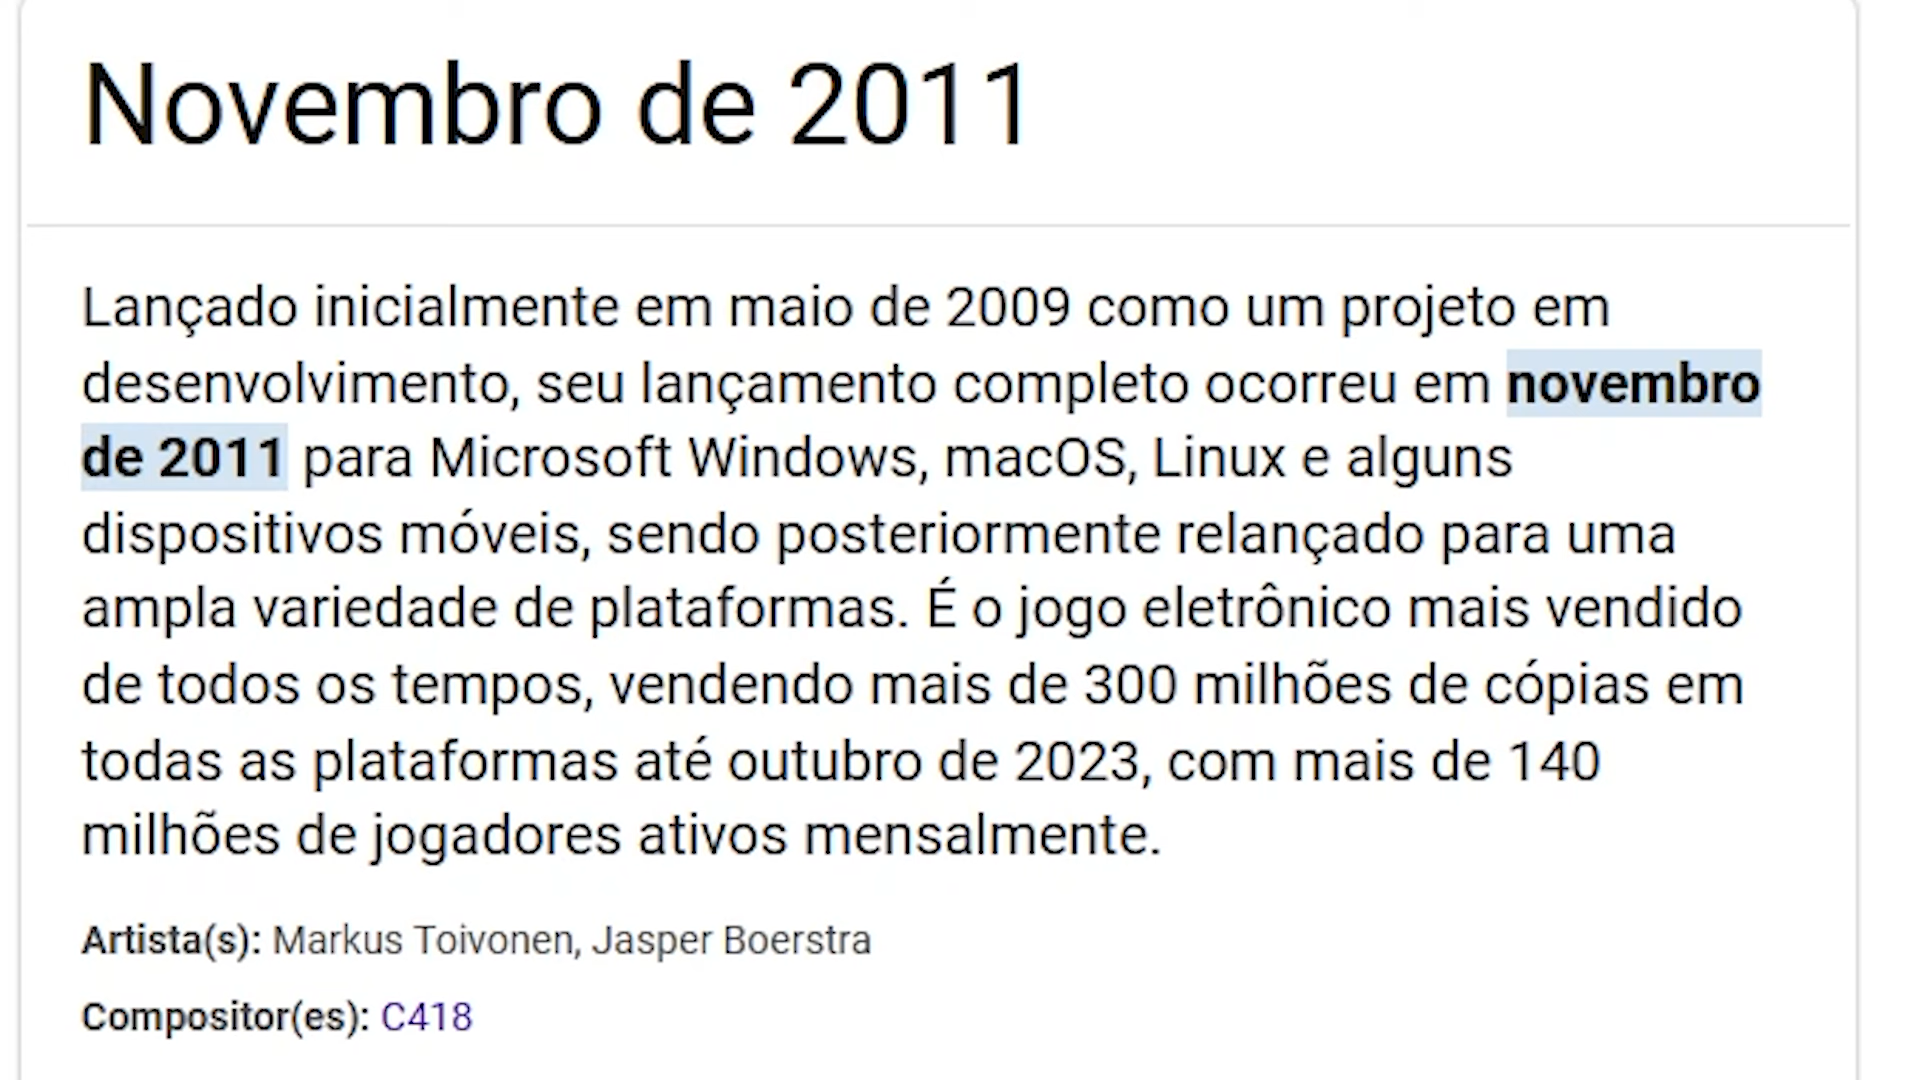 Novembro de 2011
Lançado inicialmente em maio de 2009 como um projeto em
desenvolvimento, seu lançamento completo ocorreu em novembro
de 2011 para Microsoft Windows, macOS, Linux e alguns
dispositivos móveis, sendo posteriormente relançado para uma
ampla variedade de plataformas. É o jogo eletrônico mais vendido
de todos os tempos, vendendo mais de 300 milhões de cópias em
todas as plataformas até outubro de 2023, com mais de 140
milhões de jogadores ativos mensalmente.
Artista(s): Markus Toivonen, Jasper Boerstra
Compositor(es): C418